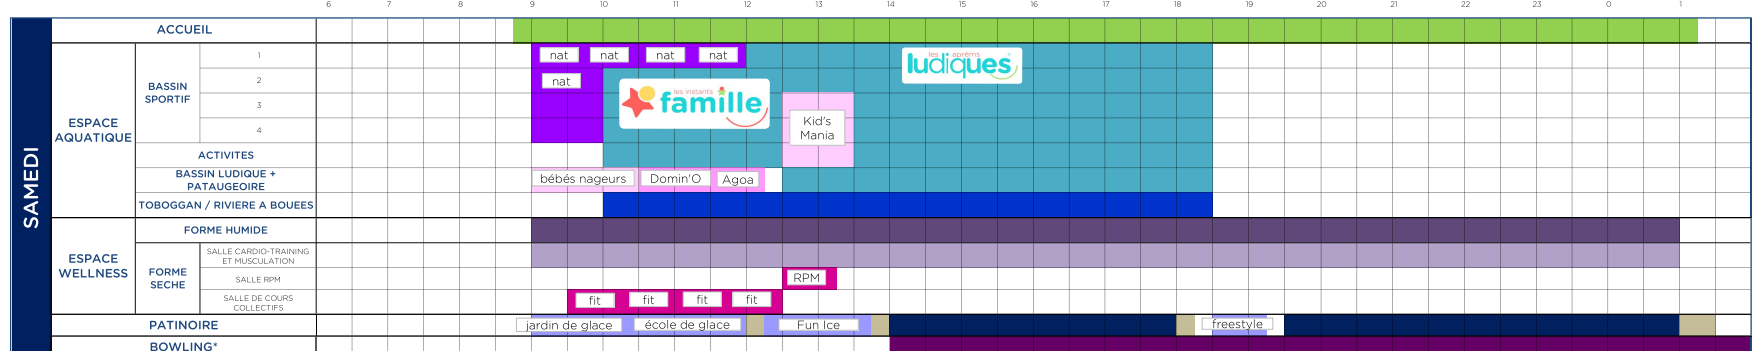 6 7 8 9 10 11 12 13 14 15 16 17 18 19 20 21 22 23 0 1
SAMEDI
ACCUEIL
ESPACE
AQUATIQUE
BASSIN
SPORTIF
1
nat nat nat nat
les aprèms
ludiques
2
nat
les instants
famille
3
Kid's
Mania
4
ACTIVITES
BASSIN LUDIQUE +
PATAUGEOIRE
bébés nageurs Domin'O Agoa
TOBOGGAN / RIVIERE A BOUEES
ESPACE
WELLNESS
FORME HUMIDE
FORME
SECHE
SALLE CARDIO-TRAINING
ET MUSCULATION
SALLE RPM
RPM
SALLE DE COURS
COLLECTIFS
fit fit fit fit
PATINOIRE
jardin de glace école de glace Fun Ice freestyle
BOWLING*